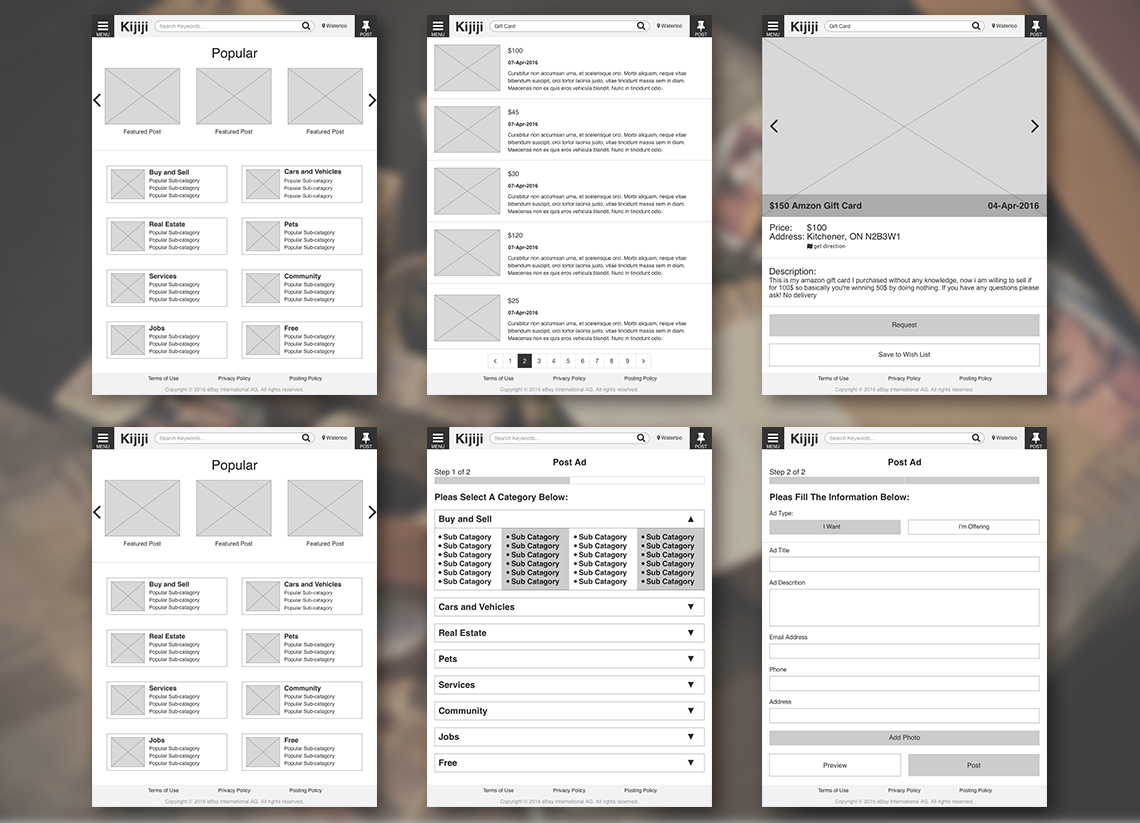 MENU
Kijiji
Search Keywords...
Waterloo
POST
Popular
Featured Post
Featured Post
Featured Post
Buy and Sell
Popular Sub-catagory
Popular Sub-catagory
Popular Sub-catagory
Cars and Vehicles
Popular Sub-catagory
Popular Sub-catagory
Popular Sub-catagory
Real Estate
Popular Sub-catagory
Popular Sub-catagory
Popular Sub-catagory
Pets
Popular Sub-catagory
Popular Sub-catagory
Popular Sub-catagory
Services
Popular Sub-catagory
Popular Sub-catagory
Popular Sub-catagory
Community
Popular Sub-catagory
Popular Sub-catagory
Popular Sub-catagory
Jobs
Popular Sub-catagory
Popular Sub-catagory
Popular Sub-catagory
Free
Popular Sub-catagory
Popular Sub-catagory
Popular Sub-catagory
Terms of Use Privacy Policy Posting Policy
Copyright © 2016 eBay International AG. All rights reserved.
MENU
Kijiji
Gift Card
Waterloo
POST
$100
07-Apr-2016
Curabitur non accumsan urna, et scelerisque orci. Morbi aliquam, neque vitae
bibendum suscipit, orci tortor lacinia justo, vitae tincidunt massa sem in diam.
Maecenas non ex quis eros vehicula blandit. Nunc in tincidunt odio.
$45
07-Apr-2016
Curabitur non accumsan urna, et scelerisque orci. Morbi aliquam, neque vitae
bibendum suscipit, orci tortor lacinia justo, vitae tincidunt massa sem in diam.
Maecenas non ex quis eros vehicula blandit. Nunc in tincidunt odio.
$30
07-Apr-2016
Curabitur non accumsan urna, et scelerisque orci. Morbi aliquam, neque vitae
bibendum suscipit, orci tortor lacinia justo, vitae tincidunt massa sem in diam.
Maecenas non ex quis eros vehicula blandit. Nunc in tincidunt odio.
$120
07-Apr-2016
Curabitur non accumsan urna, et scelerisque orci. Morbi aliquam, neque vitae
bibendum suscipit, orci tortor lacinia justo, vitae tincidunt massa sem in diam.
Maecenas non ex quis eros vehicula blandit. Nunc in tincidunt odio.
$25
07-Apr-2016
Curabitur non accumsan urna, et scelerisque orci. Morbi aliquam, neque vitae
bibendum suscipit, orci tortor lacinia justo, vitae tincidunt massa sem in diam.
Maecenas non ex quis eros vehicula blandit. Nunc in tincidunt odio.
< 1 2 3 4 5 6 7 8 9 >
Terms of Use Privacy Policy Posting Policy
Copyright © 2016 eBay International AG. All rights reserved.
MENU
Kijiji
Gift Card
Waterloo
POST
$150 Amzon Gift Card 04-Apr-2016
Price: $100
Address: Kitchener, ON N2B3W1
get direction
Description:
This is my amazon gift card I purchased without any knowledge, now i am willing to sell if
for 100$ so basically you're winning 50$ by doing nothing. If you have any questions please
ask! No delivery
Request
Save to Wish List
Terms of Use Privacy Policy Posting Policy
Copyright © 2016 eBay International AG. All rights reserved.
MENU
Kijiji
Search Keywords...
Waterloo
POST
Popular
Featured Post
Featured Post
Featured Post
Buy and Sell
Popular Sub-catagory
Popular Sub-catagory
Popular Sub-catagory
Cars and Vehicles
Popular Sub-catagory
Popular Sub-catagory
Popular Sub-catagory
Real Estate
Popular Sub-catagory
Popular Sub-catagory
Popular Sub-catagory
Pets
Popular Sub-catagory
Popular Sub-catagory
Popular Sub-catagory
Services
Popular Sub-catagory
Popular Sub-catagory
Popular Sub-catagory
Community
Popular Sub-catagory
Popular Sub-catagory
Popular Sub-catagory
Jobs
Popular Sub-catagory
Popular Sub-catagory
Popular Sub-catagory
Free
Popular Sub-catagory
Popular Sub-catagory
Popular Sub-catagory
Terms of Use Privacy Policy Posting Policy
Copyright © 2016 eBay International AG. All rights reserved.
MENU
Kijiji
Search Keywords...
Waterloo
POST
Post Ad
Step 1 of 2
Pleas Select A Category Below:
Buy and Sell ▲
• Sub Catagory • Sub Catagory • Sub Catagory • Sub Catagory
• Sub Catagory • Sub Catagory • Sub Catagory • Sub Catagory
• Sub Catagory • Sub Catagory • Sub Catagory • Sub Catagory
• Sub Catagory • Sub Catagory • Sub Catagory • Sub Catagory
• Sub Catagory • Sub Catagory • Sub Catagory • Sub Catagory
• Sub Catagory • Sub Catagory • Sub Catagory • Sub Catagory
Cars and Vehicles ▼
Real Estate ▼
Pets ▼
Services ▼
Community ▼
Jobs ▼
Free ▼
Terms of Use Privacy Policy Posting Policy
Copyright © 2016 eBay International AG. All rights reserved.
MENU
Kijiji
Search Keywords...
Waterloo
POST
Post Ad
Step 2 of 2
Pleas Fill The Information Below:
Ad Type:
I Want I'm Offering
Ad Title
Ad Descrition
Email Address
Phone
Address
Add Photo
Preview Post
Terms of Use Privacy Policy Posting Policy
Copyright © 2016 eBay International AG. All rights reserved.